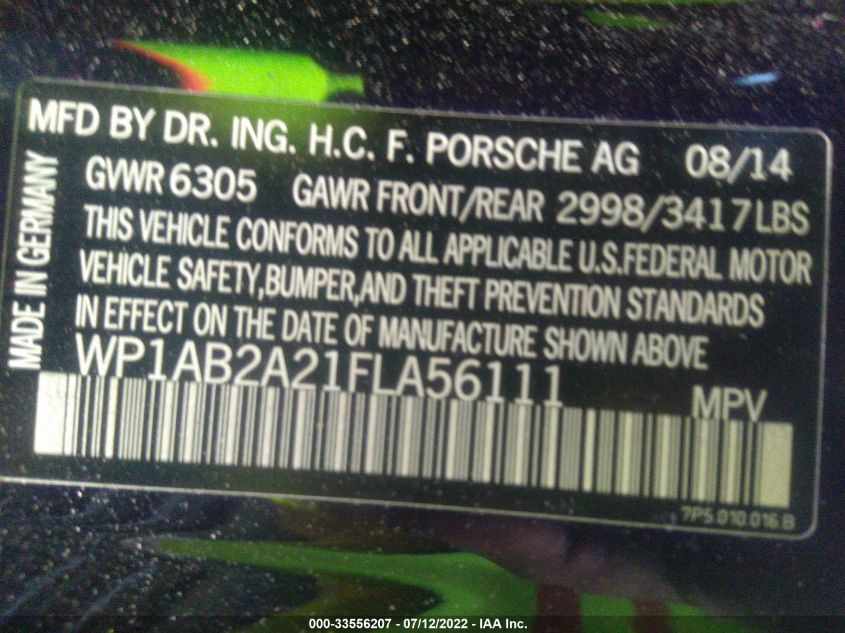 MFD BY DR. ING. H.C. F. PORSCHE AG 08/14
GVWR 6305 GAWR FRONT/REAR 2998/3417LBS
THIS VEHICLE CONFORMS TO ALL APPLICABLE U.S.FEDERAL MOTOR
VEHICLE SAFETY,BUMPER,AND THEFT PREVENTION STANDARDS
IN EFFECT ON THE DATE OF MANUFACTURE SHOWN ABOVE
WP1AB2A21FLA56111 MPV
MADE IN GERMANY
7P5.010.016.B
000-33556207 - 07/12/2022 - IAA Inc.